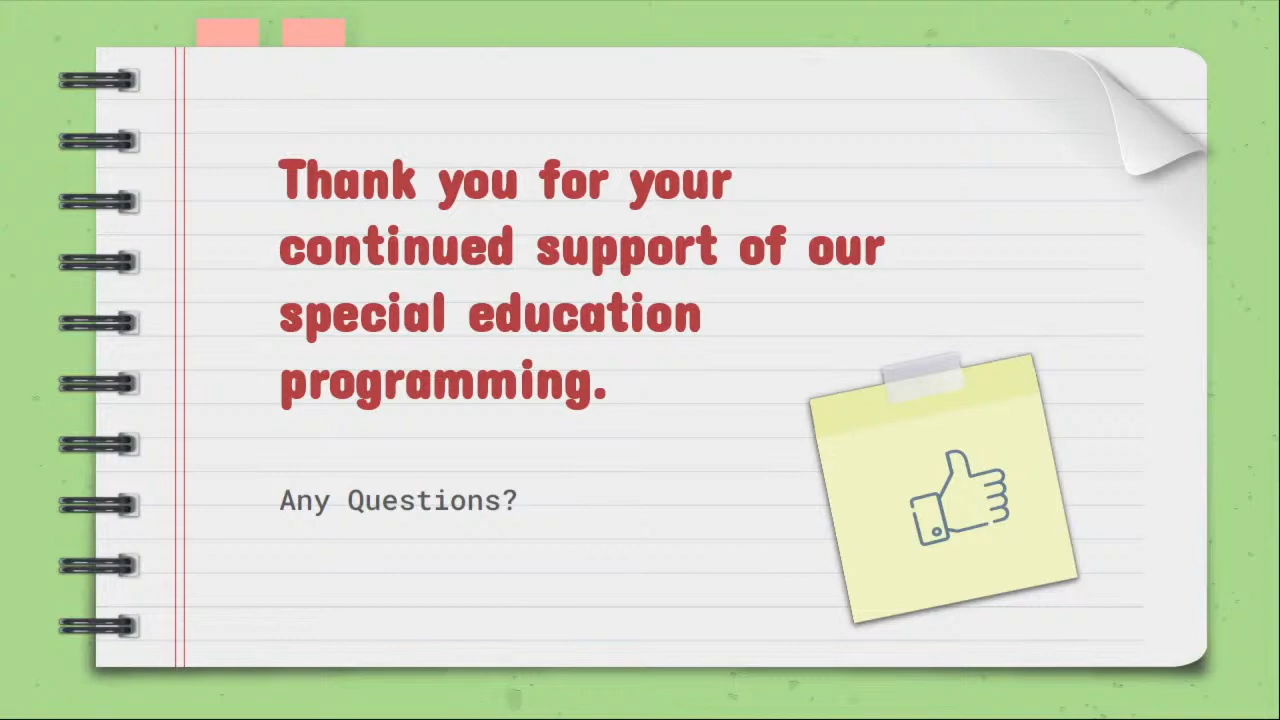 Thank you for your
continued support of our
special education
programming.
Any Questions?